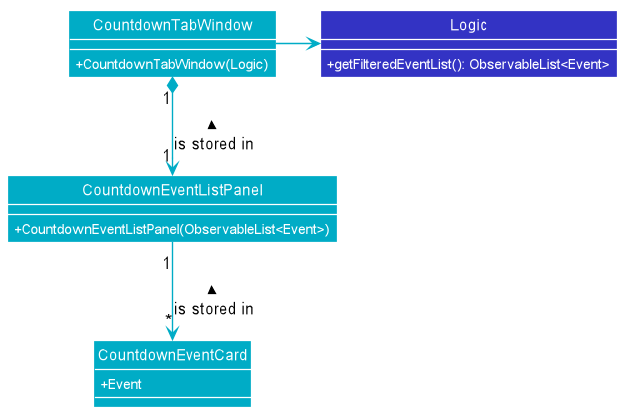 CountdownTabWindow
+CountdownTabWindow(Logic)
Logic
+getFilteredEventList(): ObservableList<Event>
1
▲
is stored in
1
CountdownEventListPanel
+CountdownEventListPanel(ObservableList<Event>)
1
▲
is stored in
*
CountdownEventCard
+Event